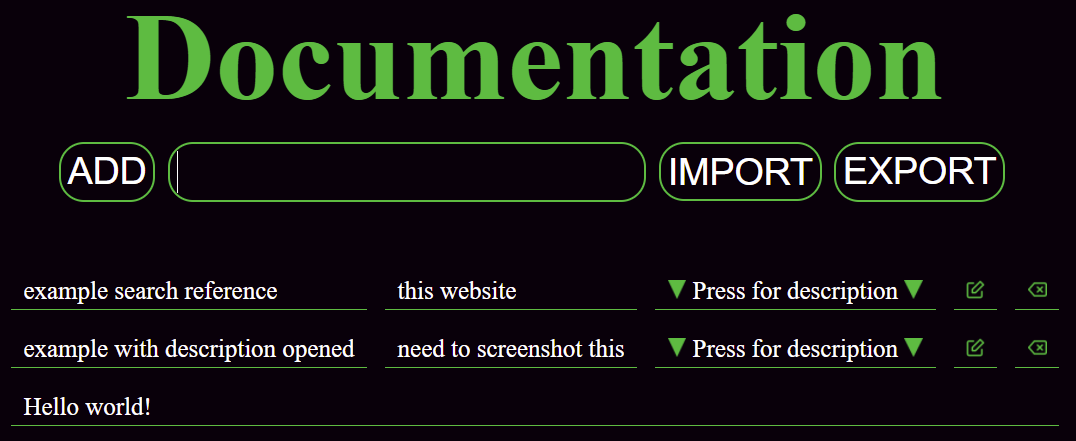 Documentation
ADD IMPORT EXPORT
example search reference this website ▼ Press for description ▼
example with description opened need to screenshot this ▼ Press for description ▼
Hello world!